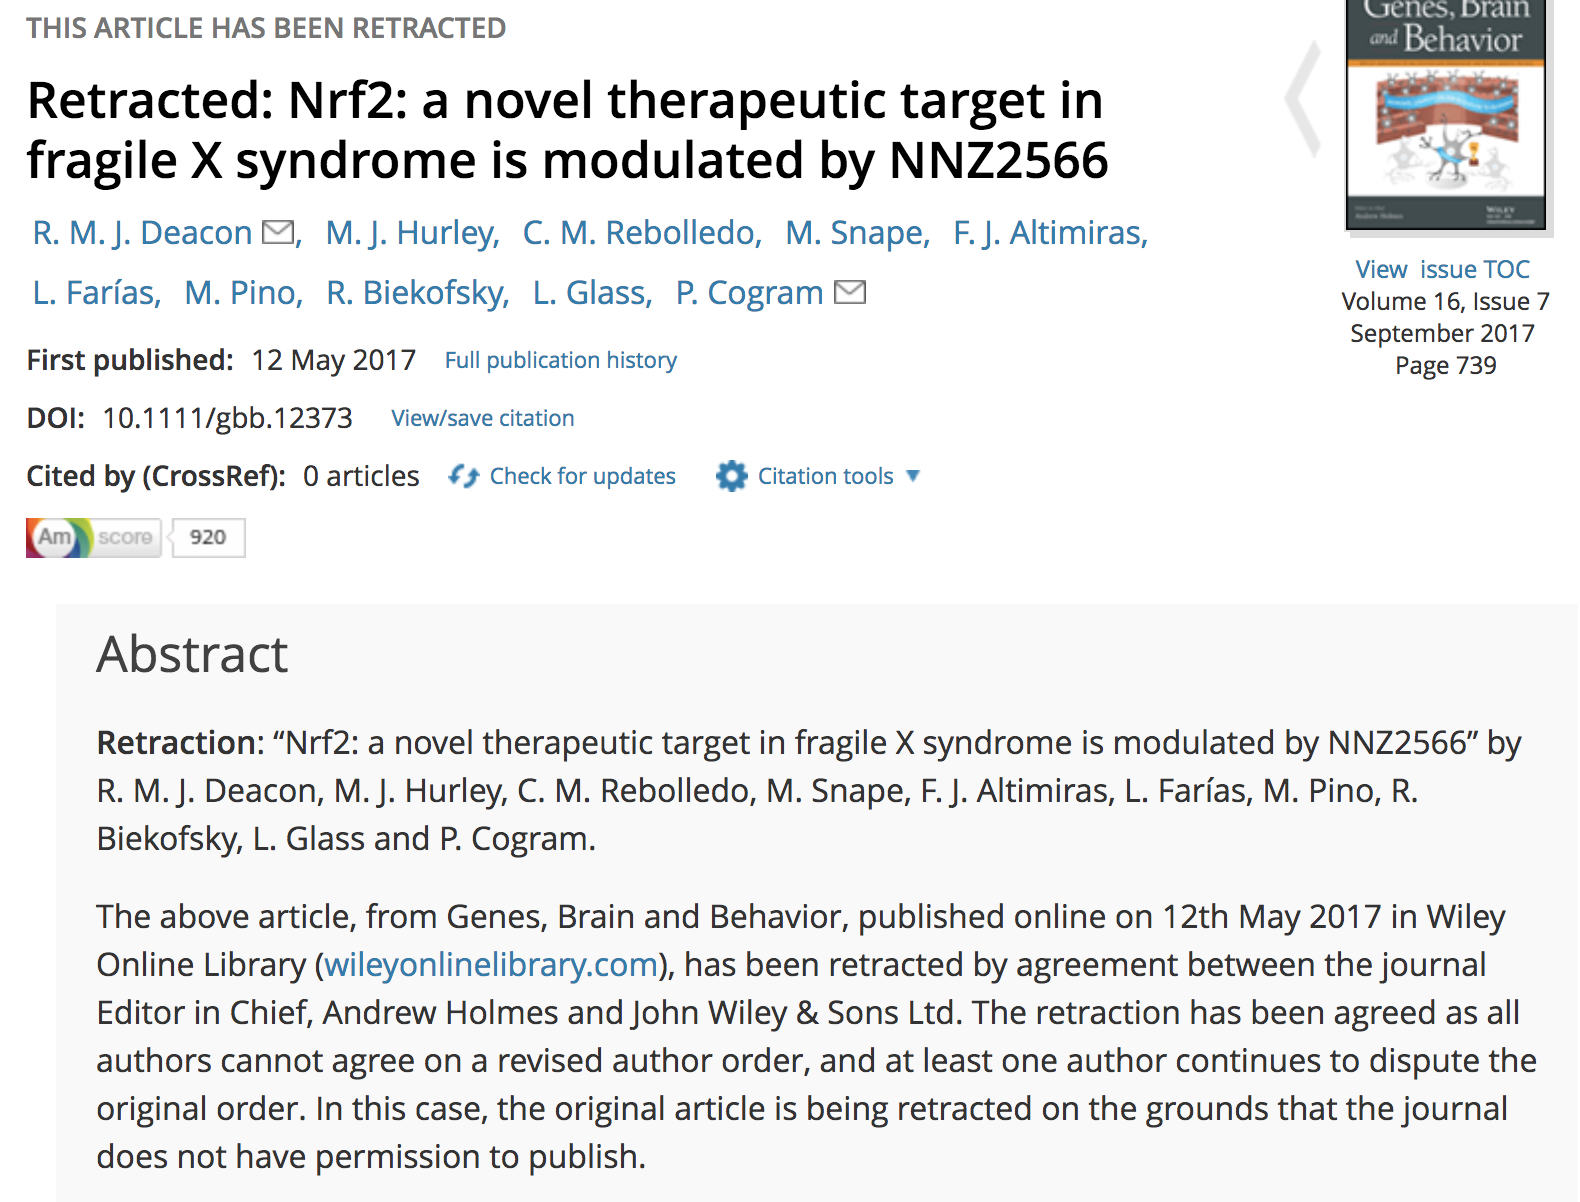 THIS ARTICLE HAS BEEN RETRACTED
Retracted: Nrf2: a novel therapeutic target in
fragile X syndrome is modulated by NNZ2566
R. M. J. Deacon, M. J. Hurley, C. M. Rebolledo, M. Snape, F. J. Altimiras,
L. Farías, M. Pino, R. Biekofsky, L. Glass, P. Cogram
First published: 12 May 2017 Full publication history
DOI: 10.1111/gbb.12373 View/save citation
Cited by (CrossRef): 0 articles Check for updates Citation tools
Am score 920
Genes, Brain
and Behavior
WILEY
View issue TOC
Volume 16, Issue 7
September 2017
Page 739
Abstract
Retraction: “Nrf2: a novel therapeutic target in fragile X syndrome is modulated by NNZ2566” by
R. M. J. Deacon, M. J. Hurley, C. M. Rebolledo, M. Snape, F. J. Altimiras, L. Farías, M. Pino, R.
Biekofsky, L. Glass and P. Cogram.
The above article, from Genes, Brain and Behavior, published online on 12th May 2017 in Wiley
Online Library (wileyonlinelibrary.com), has been retracted by agreement between the journal
Editor in Chief, Andrew Holmes and John Wiley & Sons Ltd. The retraction has been agreed as all
authors cannot agree on a revised author order, and at least one author continues to dispute the
original order. In this case, the original article is being retracted on the grounds that the journal
does not have permission to publish.